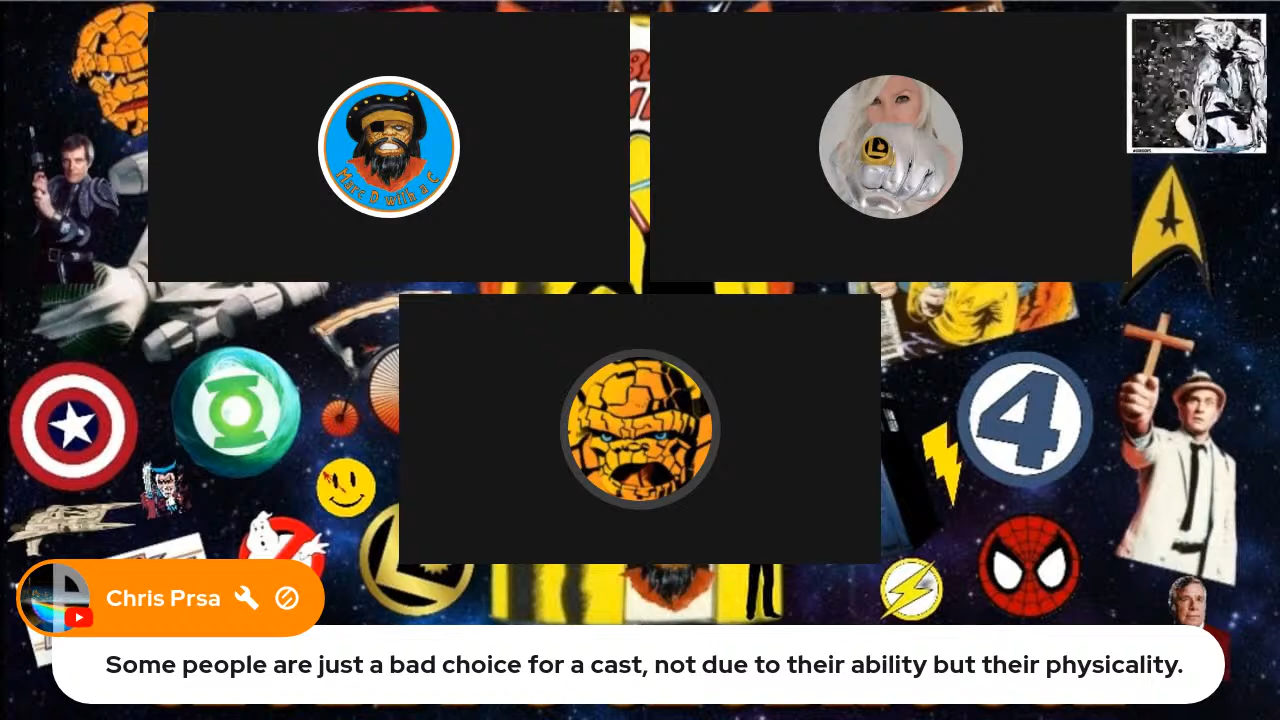 Marc D with a C
4
Chris Prsa
Some people are just a bad choice for a cast, not due to their ability but their physicality.